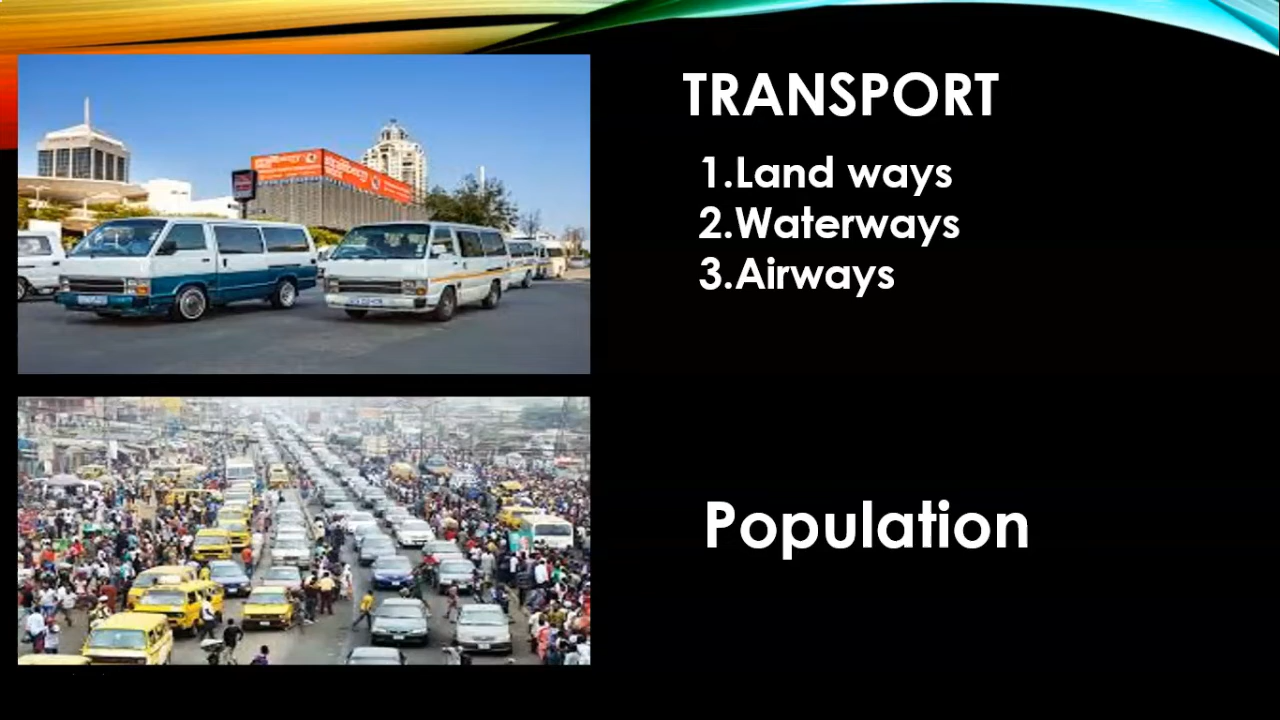 TRANSPORT
1.Land ways
2.Waterways
3.Airways
Population